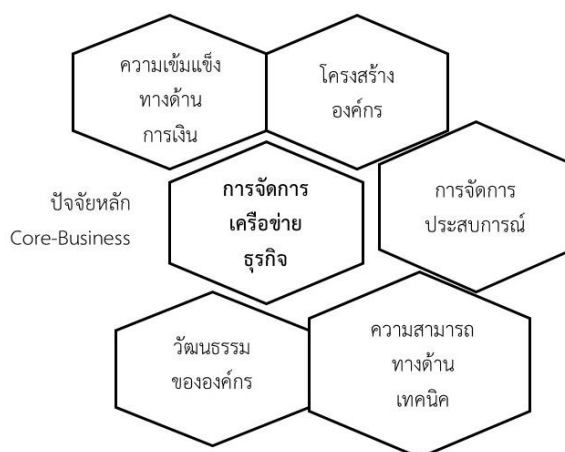 ความเข้มแข็ง
ทางด้าน
การเงิน
โครงสร้าง
องค์กร
ปัจจัยหลัก
Core-Business
การจัดการ
เครือข่าย
ธุรกิจ
การจัดการ
ประสบการณ์
วัฒนธรรม
ขององค์กร
ความสามารถ
ทางด้าน
เทคนิค